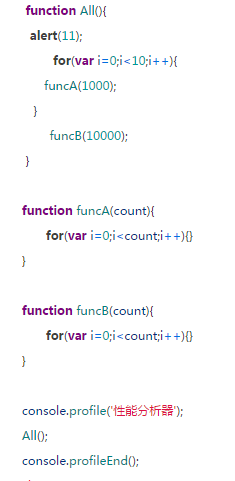 function All(){
alert(11);
for(var i=0;i<10;i++){
funcA(1000);
}
funcB(10000);
}
function funcA(count){
for(var i=0;i<count;i++){}
}
function funcB(count){
for(var i=0;i<count;i++){}
}
console.profile('性能分析器');
All();
console.profileEnd();